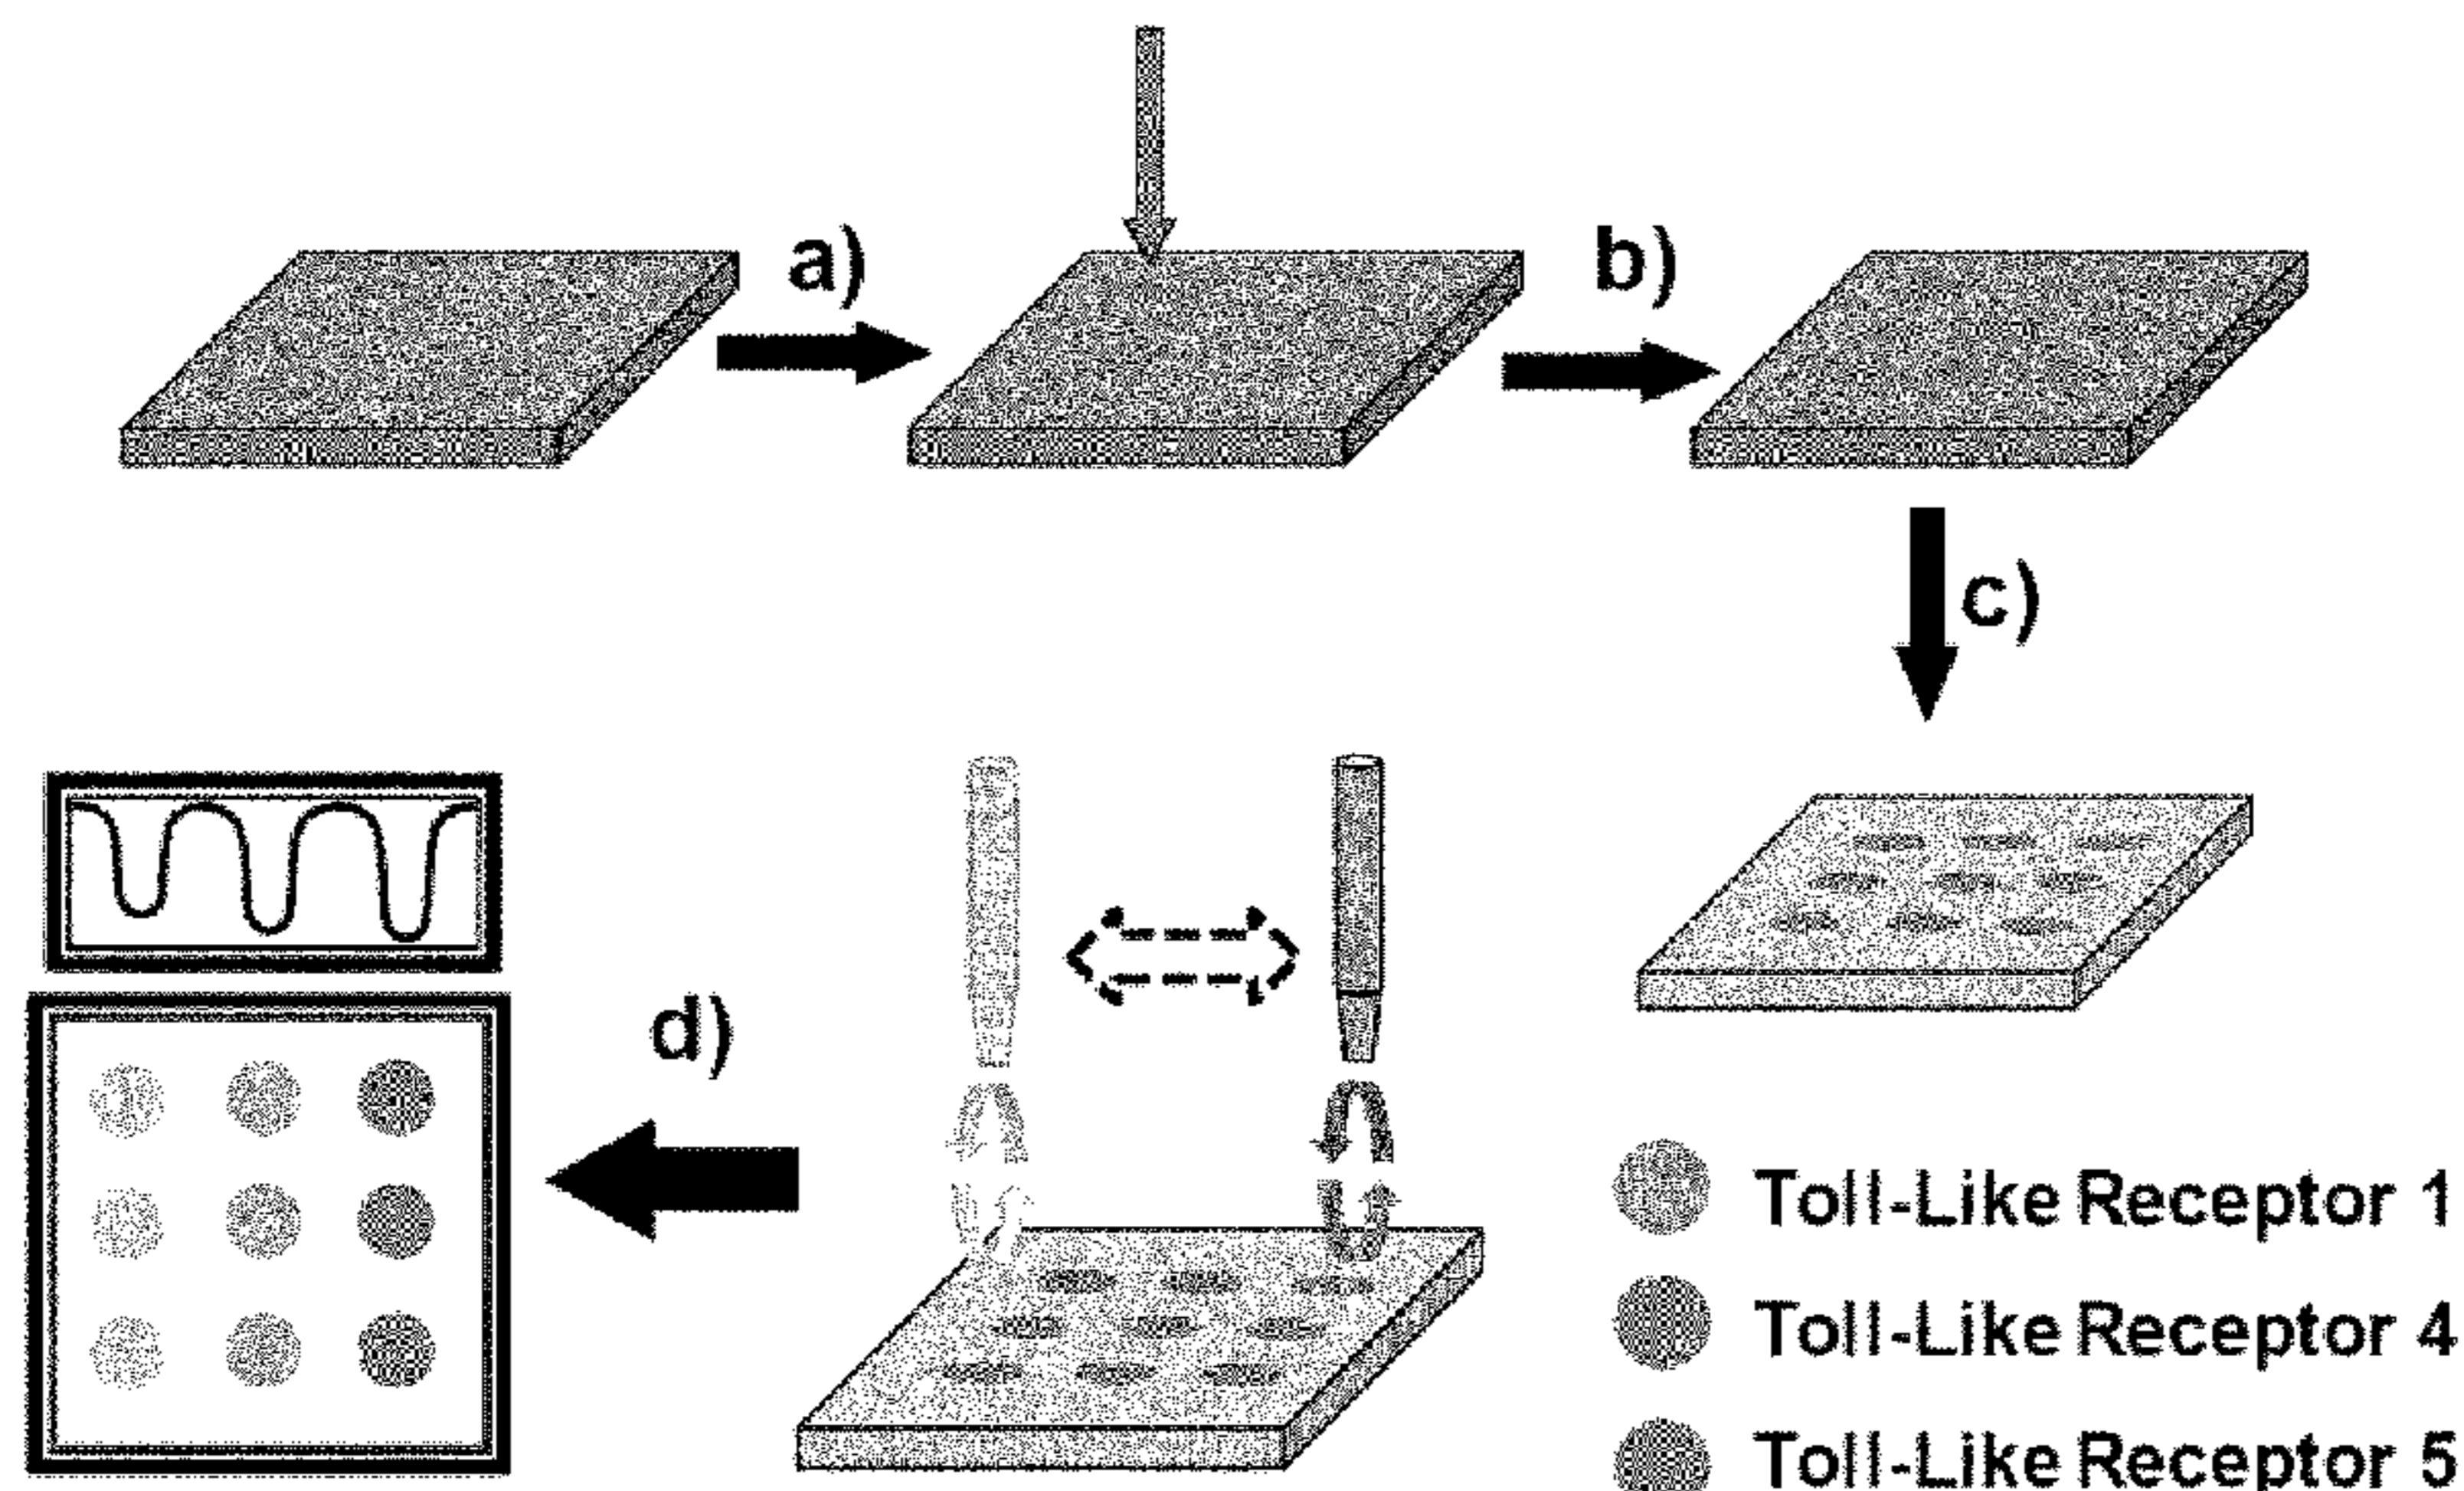 a)
b)
c)
d)
Toll-Like Receptor 1
Toll-Like Receptor 4
Toll-Like Receptor 5